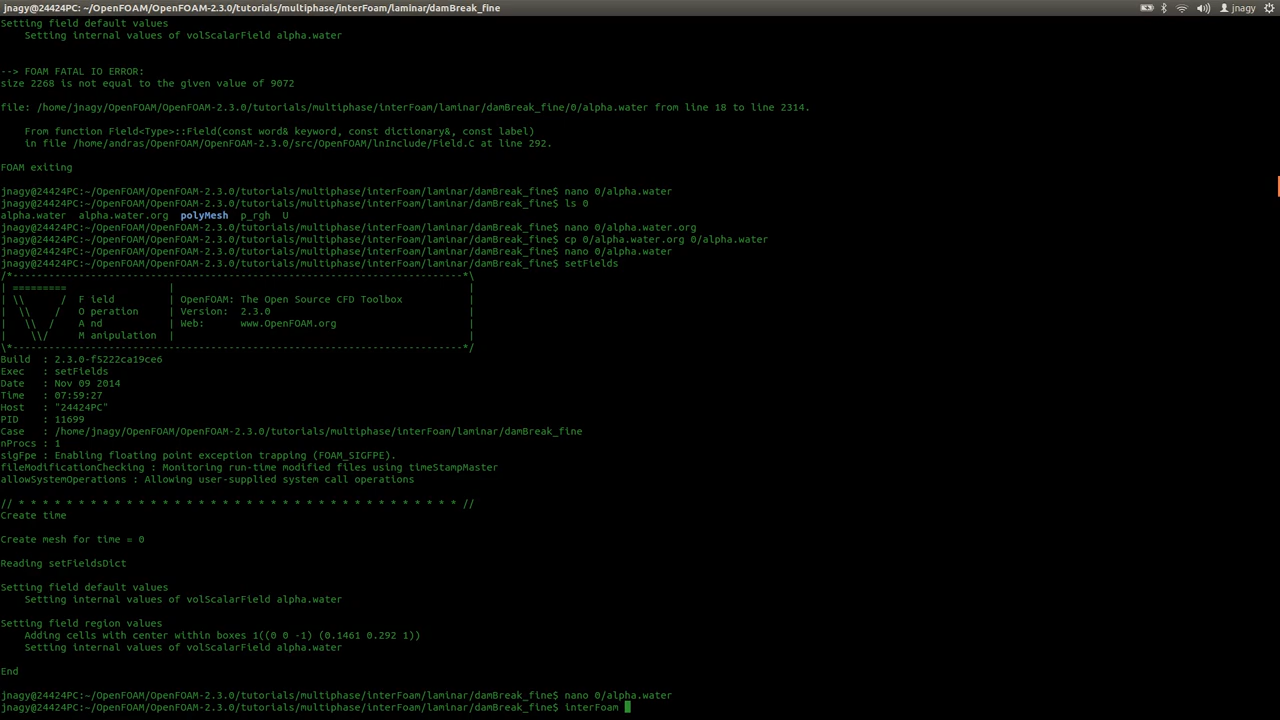 jnagy@24424PC: ~/OpenFOAM/OpenFOAM-2.3.0/tutorials/multiphase/interFoam/laminar/damBreak_fine
jnagy
Setting field default values
    Setting internal values of volScalarField alpha.water
--> FOAM FATAL IO ERROR:
size 2268 is not equal to the given value of 9072
file: /home/jnagy/OpenFOAM/OpenFOAM-2.3.0/tutorials/multiphase/interFoam/laminar/damBreak_fine/0/alpha.water from line 18 to line 2314.
    From function Field<Type>::Field(const word& keyword, const dictionary&, const label)
    in file /home/andras/OpenFOAM/OpenFOAM-2.3.0/src/OpenFOAM/lnInclude/Field.C at line 292.
FOAM exiting
jnagy@24424PC:~/OpenFOAM/OpenFOAM-2.3.0/tutorials/multiphase/interFoam/laminar/damBreak_fine$ nano 0/alpha.water
jnagy@24424PC:~/OpenFOAM/OpenFOAM-2.3.0/tutorials/multiphase/interFoam/laminar/damBreak_fine$ ls 0
alpha.water  alpha.water.org  polyMesh  p_rgh  U
jnagy@24424PC:~/OpenFOAM/OpenFOAM-2.3.0/tutorials/multiphase/interFoam/laminar/damBreak_fine$ nano 0/alpha.water.org
jnagy@24424PC:~/OpenFOAM/OpenFOAM-2.3.0/tutorials/multiphase/interFoam/laminar/damBreak_fine$ cp 0/alpha.water.org 0/alpha.water
jnagy@24424PC:~/OpenFOAM/OpenFOAM-2.3.0/tutorials/multiphase/interFoam/laminar/damBreak_fine$ nano 0/alpha.water
jnagy@24424PC:~/OpenFOAM/OpenFOAM-2.3.0/tutorials/multiphase/interFoam/laminar/damBreak_fine$ setFields
/*---------------------------------------------------------------------------*\
| =========                 |                                                 |
| \\      /  F ield         | OpenFOAM: The Open Source CFD Toolbox           |
|  \\    /   O peration     | Version:  2.3.0                                 |
|   \\  /    A nd           | Web:      www.OpenFOAM.org                      |
|    \\/     M anipulation  |                                                 |
\*---------------------------------------------------------------------------*/
Build  : 2.3.0-f5222ca19ce6
Exec   : setFields
Date   : Nov 09 2014
Time   : 07:59:27
Host   : "24424PC"
PID    : 11699
Case   : /home/jnagy/OpenFOAM/OpenFOAM-2.3.0/tutorials/multiphase/interFoam/laminar/damBreak_fine
nProcs : 1
sigFpe : Enabling floating point exception trapping (FOAM_SIGFPE).
fileModificationChecking : Monitoring run-time modified files using timeStampMaster
allowSystemOperations : Allowing user-supplied system call operations
// * * * * * * * * * * * * * * * * * * * * * * * * * * * * * * * * * * * * * //
Create time
Create mesh for time = 0
Reading setFieldsDict
Setting field default values
    Setting internal values of volScalarField alpha.water
Setting field region values
    Adding cells with center within boxes 1((0 0 -1) (0.1461 0.292 1))
    Setting internal values of volScalarField alpha.water
End
jnagy@24424PC:~/OpenFOAM/OpenFOAM-2.3.0/tutorials/multiphase/interFoam/laminar/damBreak_fine$ nano 0/alpha.water
jnagy@24424PC:~/OpenFOAM/OpenFOAM-2.3.0/tutorials/multiphase/interFoam/laminar/damBreak_fine$ interFoam